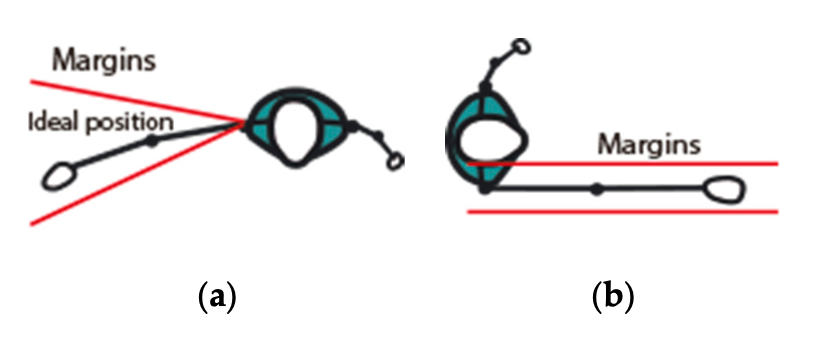 Margins
Ideal position
Margins
(a)
(b)